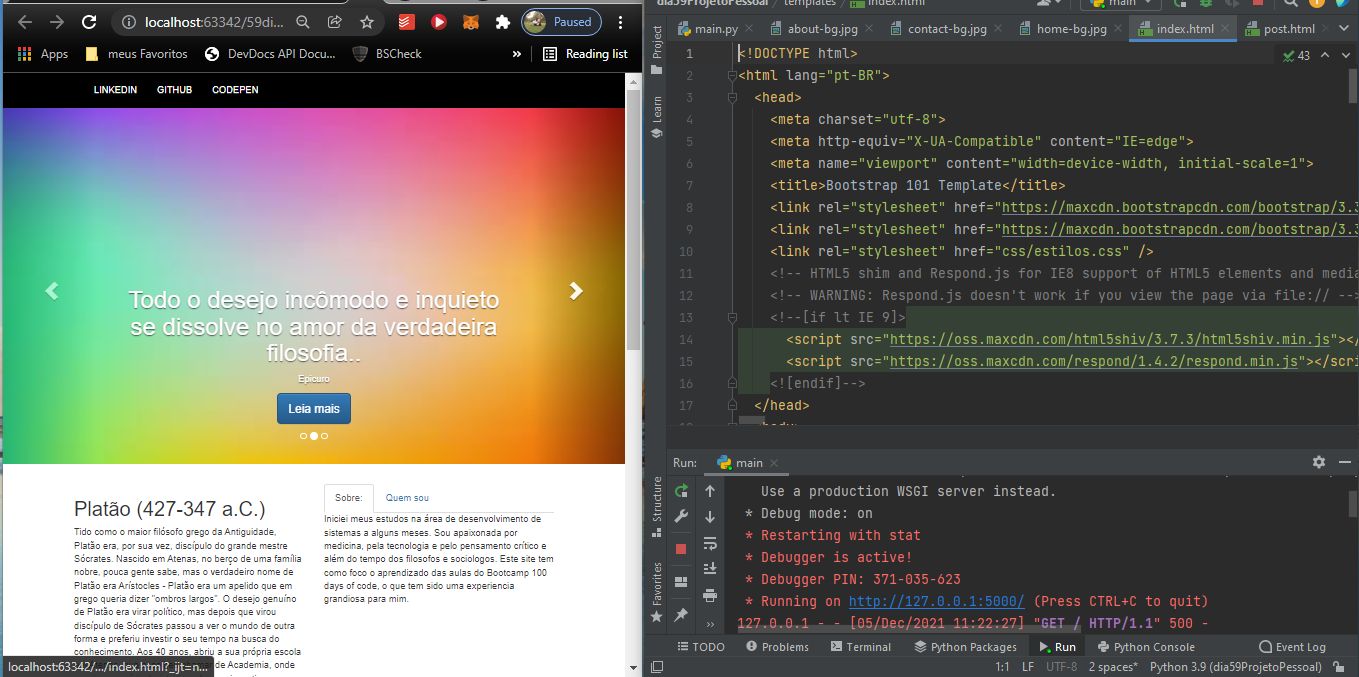 localhost:63342/59di...
Paused
Apps
meus Favoritos
DevDocs API Docu...
BSCheck
»
Reading list
LINKEDIN GITHUB CODEPEN
Todo o desejo incômodo e inquieto
se dissolve no amor da verdadeira
filosofia..
Epicuro
Leia mais
Platão (427-347 a.C.)
Tido como o maior filósofo grego da Antiguidade,
Platão era, por sua vez, discípulo do grande mestre
Sócrates. Nascido em Atenas, no berço de uma família
nobre, pouca gente sabe, mas o verdadeiro nome de
Platão era Arístocles - Platão era um apelido que em
grego queria dizer "ombros largos". O desejo genuíno
de Platão era virar político, mas depois que virou
discípulo de Sócrates passou a ver o mundo de outra
forma e preferiu investir o seu tempo na busca do
conhecimento. Aos 40 anos, abriu a sua própria escola
de Academia, onde
Sobre:
Quem sou
Iniciei meus estudos na área de desenvolvimento de
sistemas a alguns meses. Sou apaixonada por
medicina, pela tecnologia e pelo pensamento crítico e
além do tempo dos filosofos e sociologos. Este site tem
como foco o aprendizado das aulas do Bootcamp 100
days of code, o que tem sido uma experiencia
grandiosa para mim.
localhost:63342/.../index.html?_ijt=n...
dia59ProjetoPessoal / templates / index.html
main
main.py
about-bg.jpg
contact-bg.jpg
home-bg.jpg
index.html
post.html
Project
Learn
Structure
Favorites
43
1 <!DOCTYPE html>
2 <html lang="pt-BR">
3 <head>
4 <meta charset="utf-8">
5 <meta http-equiv="X-UA-Compatible" content="IE=edge">
6 <meta name="viewport" content="width=device-width, initial-scale=1">
7 <title>Bootstrap 101 Template</title>
8 <link rel="stylesheet" href="https://maxcdn.bootstrapcdn.com/bootstrap/3.3
9 <link rel="stylesheet" href="https://maxcdn.bootstrapcdn.com/bootstrap/3.3
10 <link rel="stylesheet" href="css/estilos.css" />
11 <!-- HTML5 shim and Respond.js for IE8 support of HTML5 elements and media
12 <!-- WARNING: Respond.js doesn't work if you view the page via file:// -->
13 <!--[if lt IE 9]>
14 <script src="https://oss.maxcdn.com/html5shiv/3.7.3/html5shiv.min.js"></
15 <script src="https://oss.maxcdn.com/respond/1.4.2/respond.min.js"></scri
16 <![endif]-->
17 </head>
Run: main
Use a production WSGI server instead.
* Debug mode: on
* Restarting with stat
* Debugger is active!
* Debugger PIN: 371-035-623
* Running on http://127.0.0.1:5000/ (Press CTRL+C to quit)
127.0.0.1 - - [05/Dec/2021 11:22:27] "GET / HTTP/1.1" 500 -
TODO
Problems
Terminal
Python Packages
Run
Python Console
Event Log
1:1 LF UTF-8 2 spaces* Python 3.9 (dia59ProjetoPessoal)